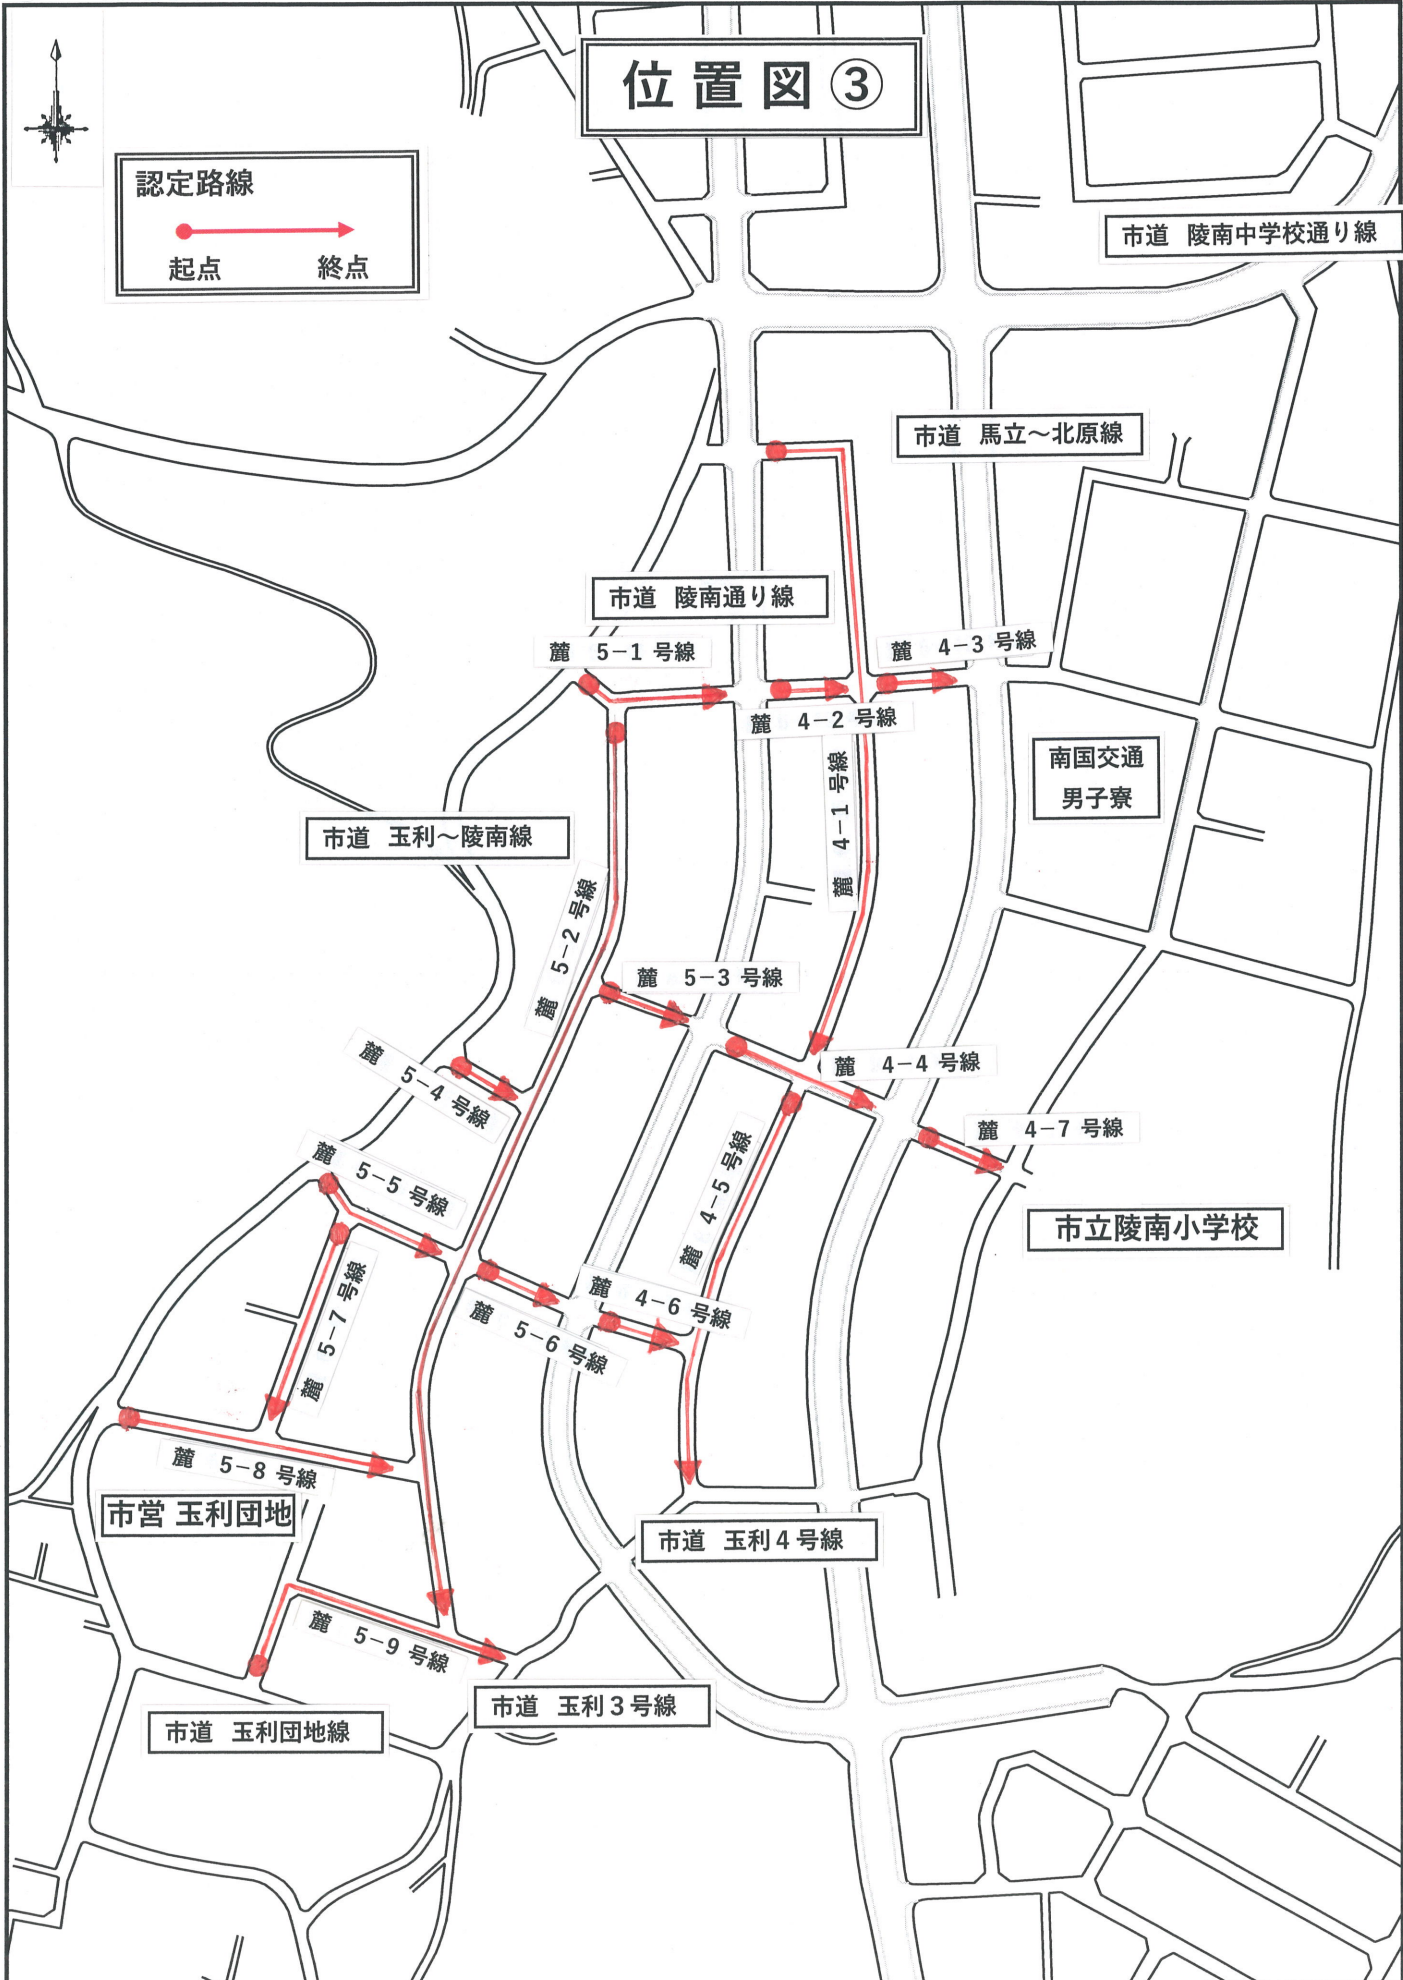 位置図③
認定路線
起点 終点
市道 陵南中学校通り線
市道 馬立～北原線
市道 陵南通り線
麓 5-1 号線
麓 4-3 号線
麓 4-2 号線
南国交通
男子寮
麓 4-1 号線
市道 玉利～陵南線
麓 5-2 号線
麓 5-3 号線
麓 5-4 号線
麓 4-4 号線
麓 4-7 号線
麓 5-5 号線
麓 4-5 号線
市立陵南小学校
麓 5-7 号線
麓 5-6 号線
麓 4-6 号線
麓 5-8 号線
市営 玉利団地
市道 玉利4号線
麓 5-9 号線
市道 玉利3号線
市道 玉利団地線